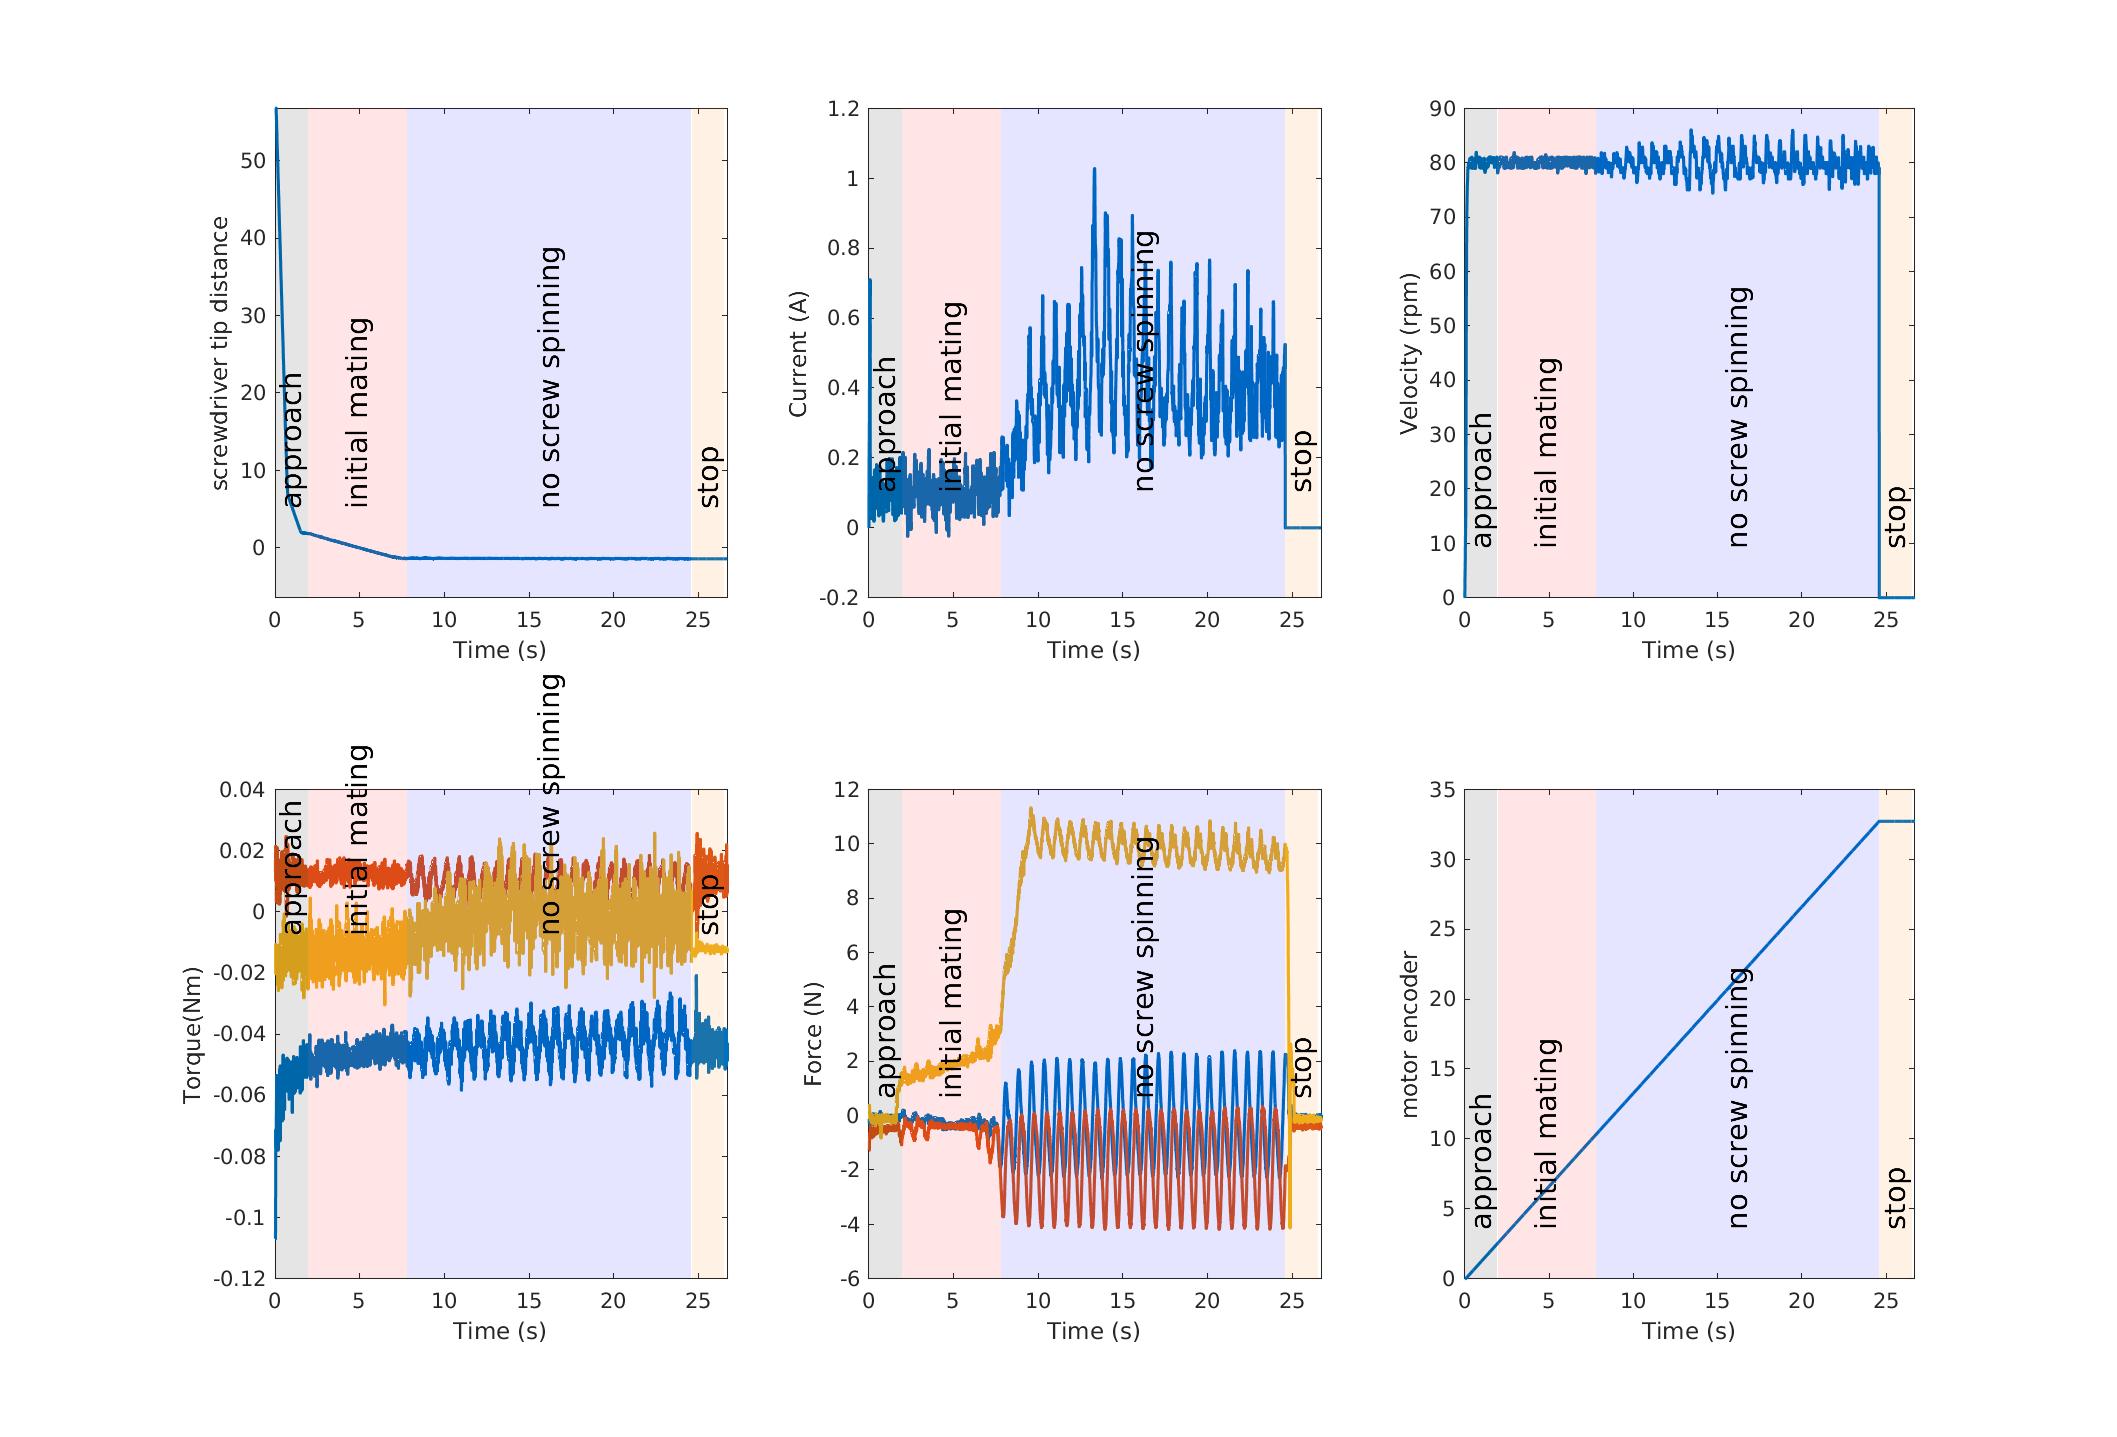 screwdriver tip distance
50
40
30
20
10
0
approach
initial mating
no screw spinning
stop
0 5 10 15 20 25
Time (s)
Current (A)
1.2
1
0.8
0.6
0.4
0.2
0
-0.2
approach
initial mating
no screw spinning
stop
0 5 10 15 20 25
Time (s)
Velocity (rpm)
90
80
70
60
50
40
30
20
10
0
approach
initial mating
no screw spinning
stop
0 5 10 15 20 25
Time (s)
Torque(Nm)
0.04
0.02
0
-0.02
-0.04
-0.06
-0.08
-0.1
-0.12
approach
initial mating
no screw spinning
stop
0 5 10 15 20 25
Time (s)
Force (N)
12
10
8
6
4
2
0
-2
-4
-6
approach
initial mating
no screw spinning
stop
0 5 10 15 20 25
Time (s)
motor encoder
35
30
25
20
15
10
5
0
approach
initial mating
no screw spinning
stop
0 5 10 15 20 25
Time (s)